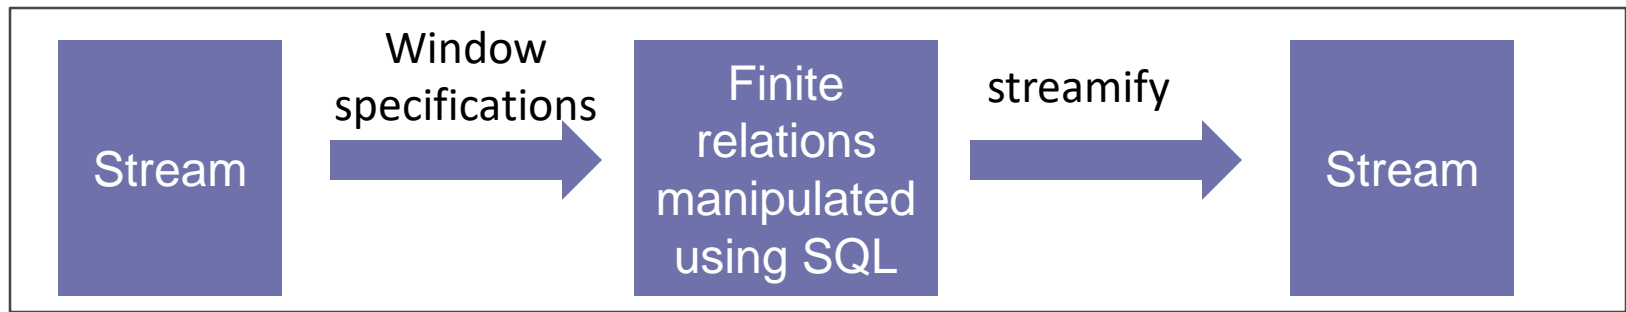 Stream
Window
specifications
Finite
relations
manipulated
using SQL
streamify
Stream